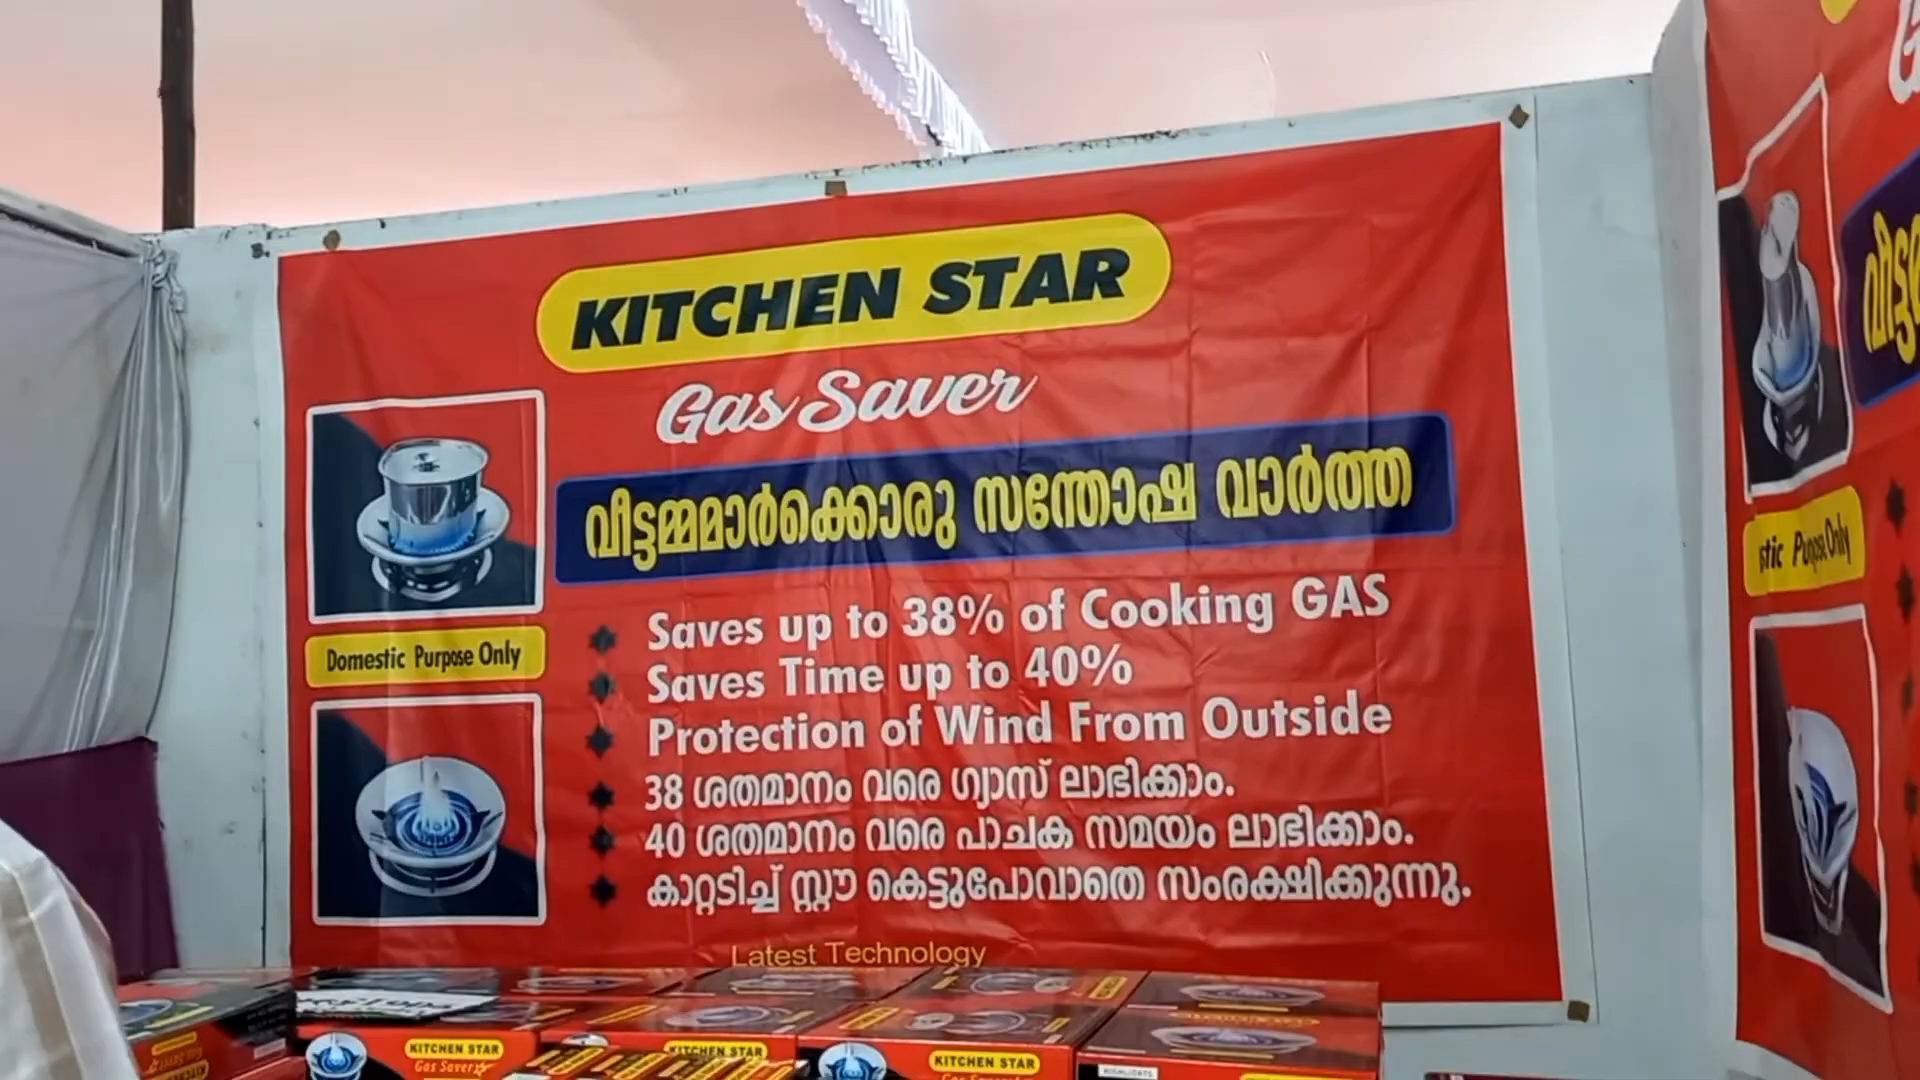 KITCHEN STAR
Gas Saver
വീട്ടമ്മമാർക്കൊരു സന്തോഷ വാർത്ത
Domestic Purpose Only
Saves up to 38% of Cooking GAS
Saves Time up to 40%
Protection of Wind From Outside
38 ശതമാനം വരെ ഗ്യാസ് ലാഭിക്കാം.
40 ശതമാനം വരെ പാചക സമയം ലാഭിക്കാം.
കാറ്റടിച്ച് സ്റ്റൗ കെട്ടുപോവാതെ സംരക്ഷിക്കുന്നു.
Latest Technology
Purpose Only
KITCHEN STAR
Gas Saver
KITCHEN STAR
KITCHEN STAR